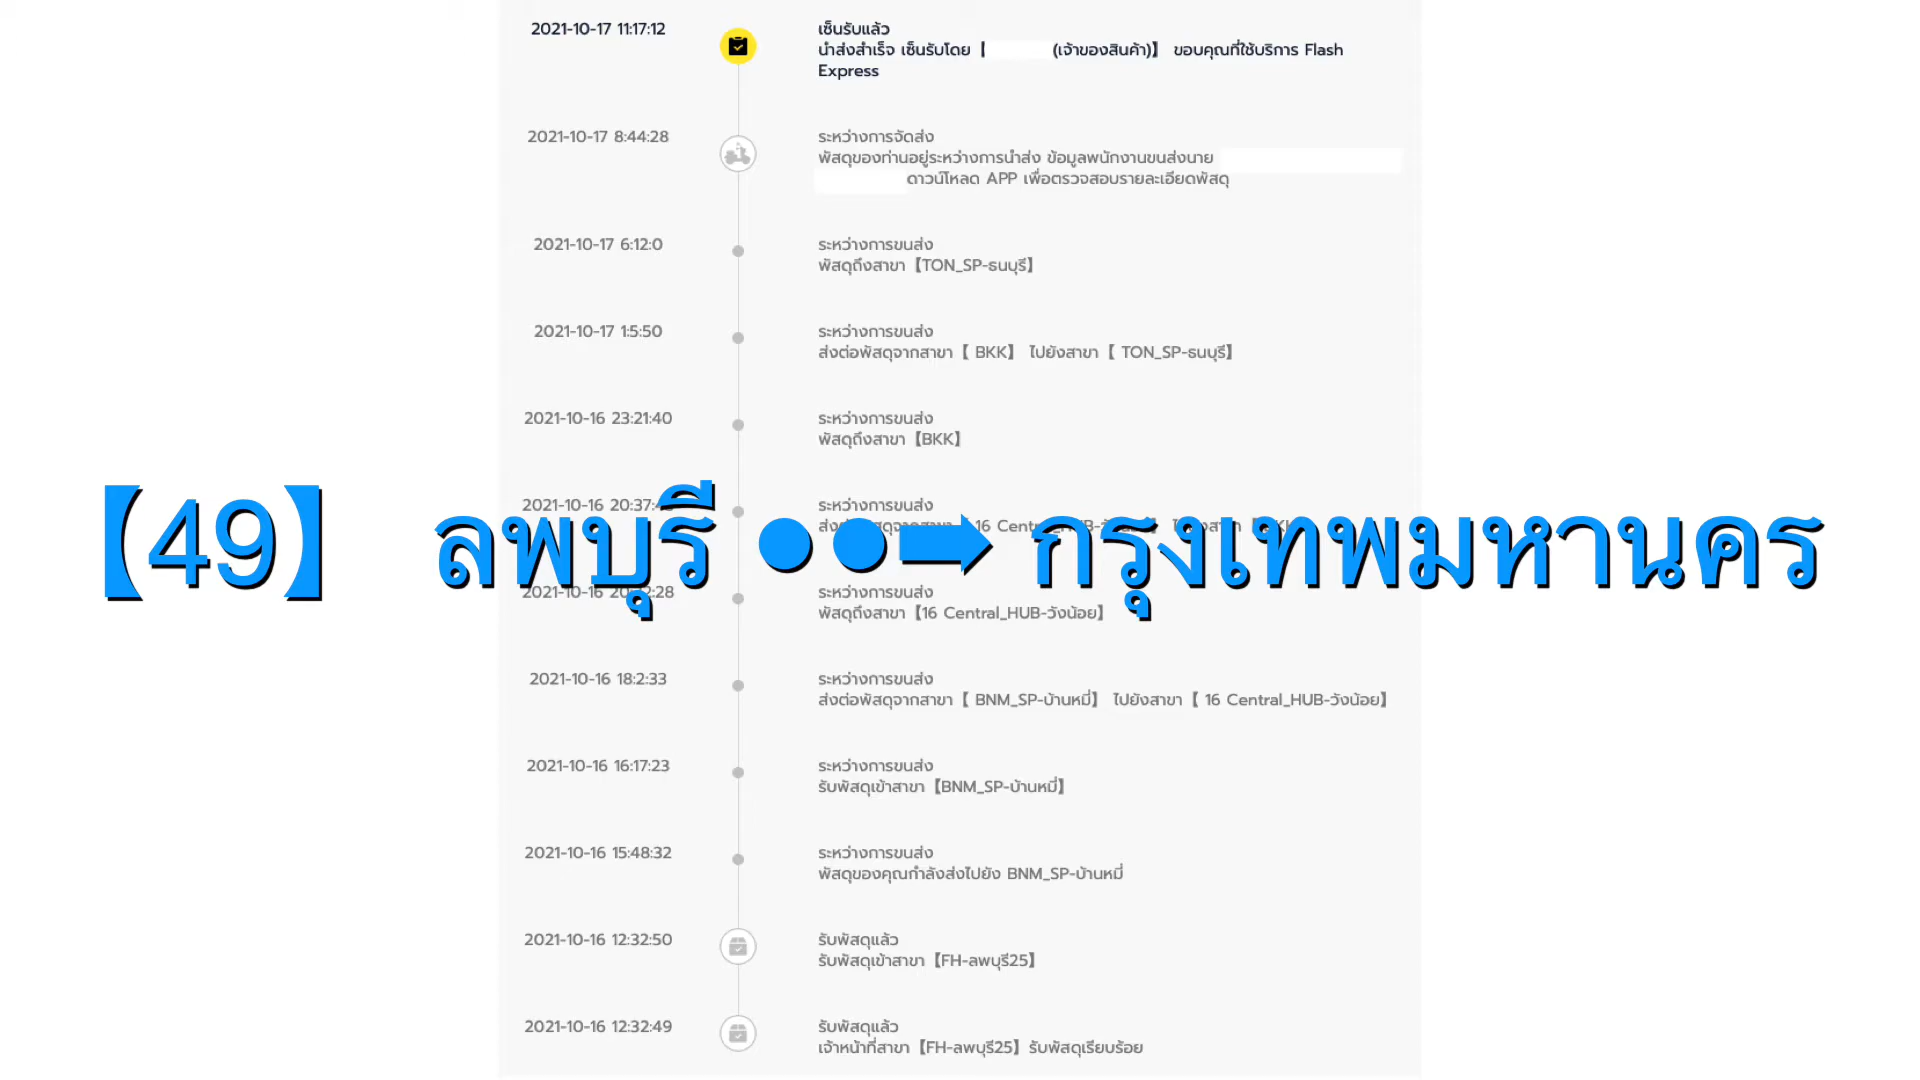 2021-10-17 11:17:12
เซ็นรับแล้ว
นำส่งสำเร็จ เซ็นรับโดย【 (เจ้าของสินค้า)】 ขอบคุณที่ใช้บริการ Flash
Express
2021-10-17 8:44:28
ระหว่างการจัดส่ง
พัสดุของท่านอยู่ระหว่างการนำส่ง ข้อมูลพนักงานขนส่งนาย
ดาวน์โหลด APP เพื่อตรวจสอบรายละเอียดพัสดุ
2021-10-17 6:12:0
ระหว่างการขนส่ง
พัสดุถึงสาขา【TON_SP-ธนบุรี】
2021-10-17 1:5:50
ระหว่างการขนส่ง
ส่งต่อพัสดุจากสาขา【 BKK】 ไปยังสาขา【 TON_SP-ธนบุรี】
2021-10-16 23:21:40
ระหว่างการขนส่ง
พัสดุถึงสาขา【BKK】
2021-10-16
ระหว่างการขนส่ง
16
【49】 ลพบุรี ●●➡ กรุงเทพมหานคร
2021-10-16
ระหว่างการขนส่ง
พัสดุถึงสาขา【16 Central_HUB-วังน้อย】
2021-10-16 18:2:33
ระหว่างการขนส่ง
ส่งต่อพัสดุจากสาขา【 BNM_SP-บ้านหมี่】 ไปยังสาขา【 16 Central_HUB-วังน้อย】
2021-10-16 16:17:23
ระหว่างการขนส่ง
รับพัสดุเข้าสาขา【BNM_SP-บ้านหมี่】
2021-10-16 15:48:32
ระหว่างการขนส่ง
พัสดุของคุณกำลังส่งไปยัง BNM_SP-บ้านหมี่
2021-10-16 12:32:50
รับพัสดุแล้ว
รับพัสดุเข้าสาขา【FH-ลพบุรี25】
2021-10-16 12:32:49
รับพัสดุแล้ว
เจ้าหน้าที่สาขา【FH-ลพบุรี25】รับพัสดุเรียบร้อย